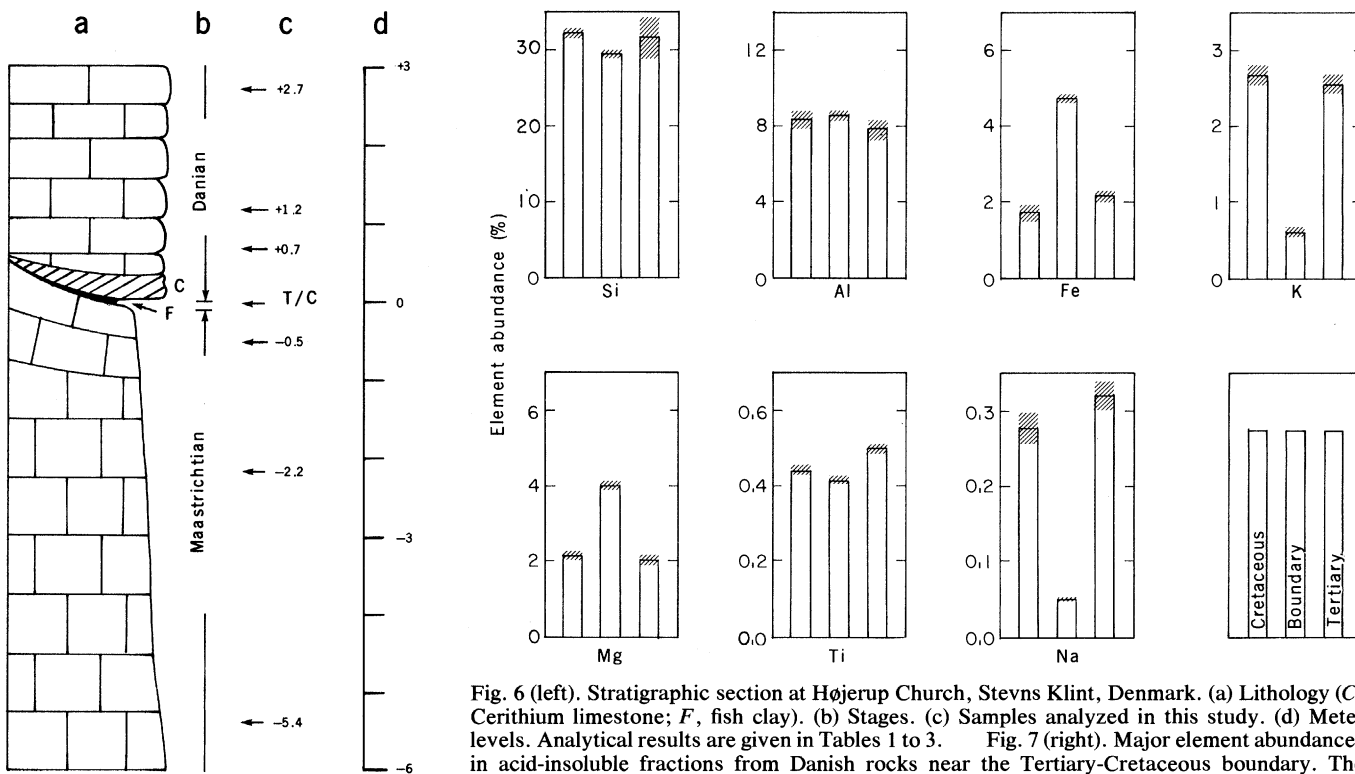 a b c d
+3
+2.7
Danian
+1.2
+0.7
C
T/C
0
F
-0.5
-2.2
Maastrichtian
-3
-5.4
-6
Element abundance (%)
30
20
10
0
Si
12
8
4
0
Al
6
4
2
0
Fe
3
2
1
0
K
6
4
2
0
Mg
0.6
0.4
0.2
0.0
Ti
0.3
0.2
0.1
0.0
Na
Cretaceous
Boundary
Tertiary
Fig. 6 (left). Stratigraphic section at Højerup Church, Stevns Klint, Denmark. (a) Lithology (C
Cerithium limestone; F, fish clay). (b) Stages. (c) Samples analyzed in this study. (d) Mete
levels. Analytical results are given in Tables 1 to 3. Fig. 7 (right). Major element abundance
in acid-insoluble fractions from Danish rocks near the Tertiary-Cretaceous boundary. The